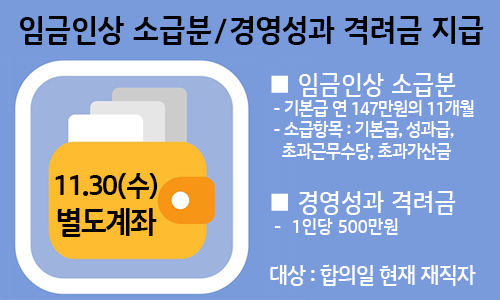 임금인상 소급분/경영성과 격려금 지급
11.30(수)
별도계좌
■ 임금인상 소급분
- 기본급 연 147만원의 11개월
- 소급항목 : 기본급, 성과급,
초과근무수당, 초과가산금
■ 경영성과 격려금
- 1인당 500만원
대상 : 합의일 현재 재직자